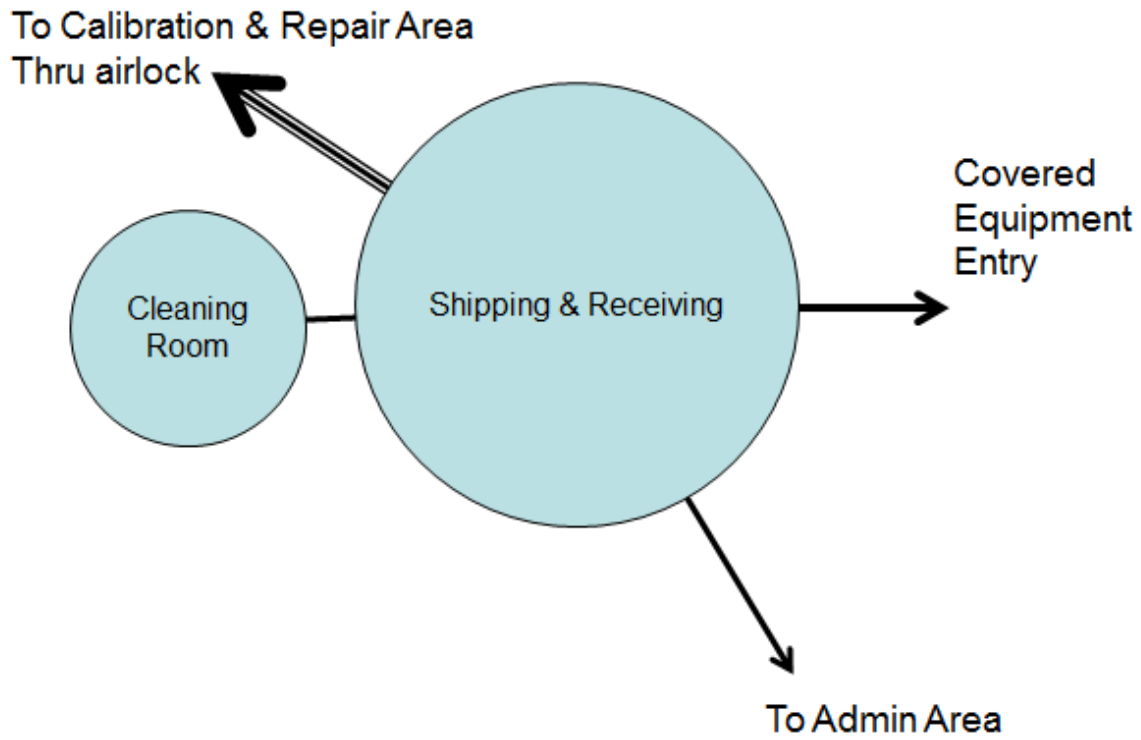 To Calibration & Repair Area
Thru airlock
Covered
Equipment
Entry
Cleaning
Room
Shipping & Receiving
To Admin Area